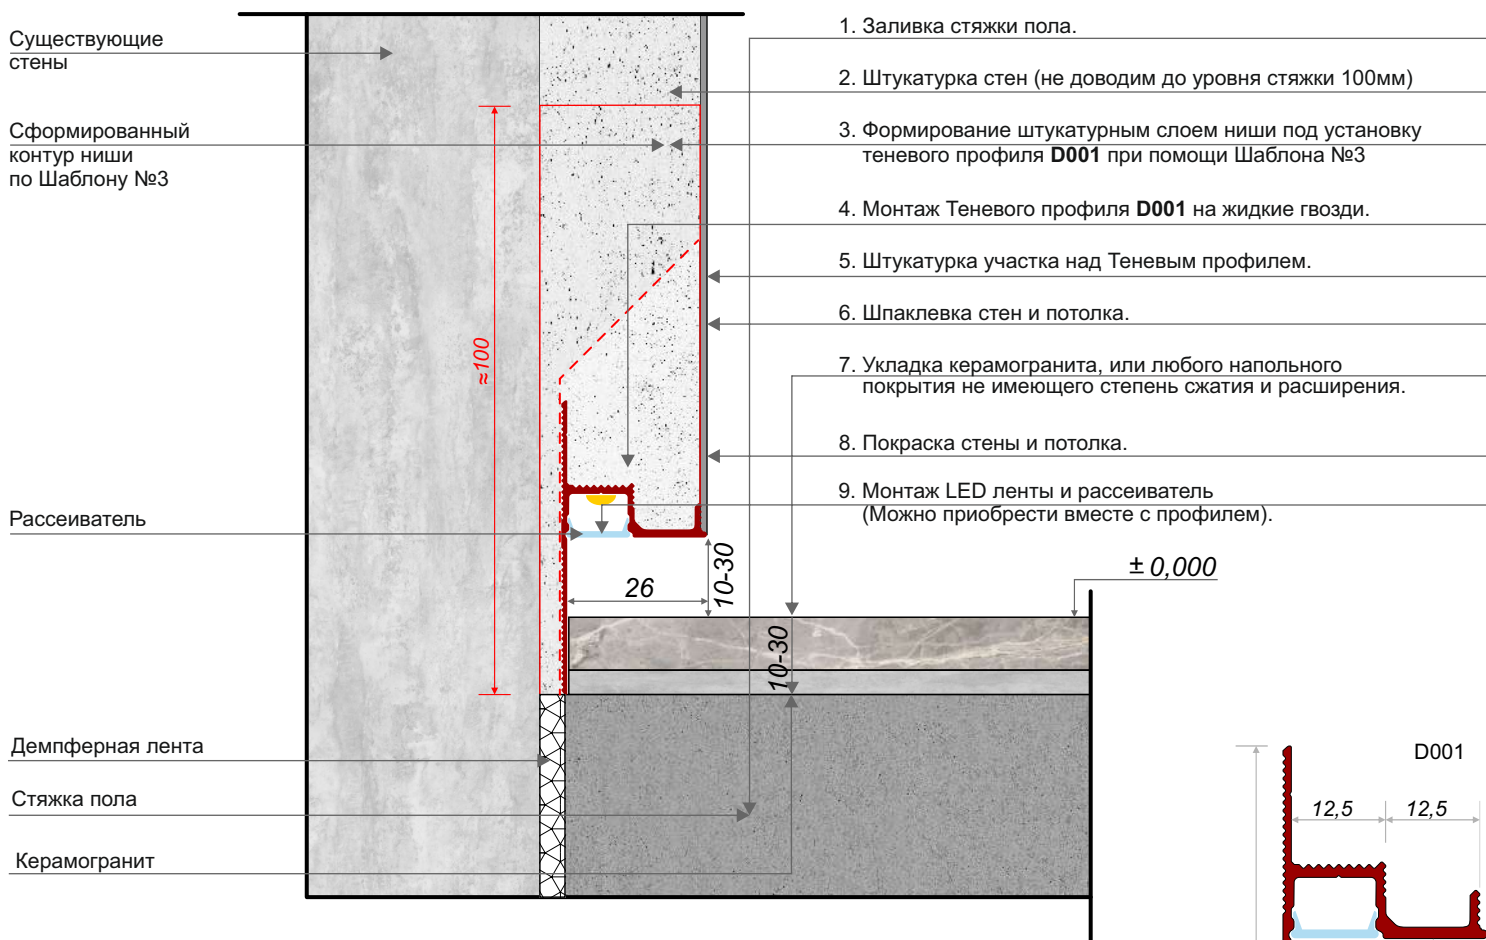 Существующие
стены
Сформированный
контур ниши
по Шаблону №3
Рассеиватель
Демпферная лента
Стяжка пола
Керамогранит
≈100
26
10-30
10-30
± 0,000
1. Заливка стяжки пола.
2. Штукатурка стен (не доводим до уровня стяжки 100мм)
3. Формирование штукатурным слоем ниши под установку
теневого профиля D001 при помощи Шаблона №3
4. Монтаж Теневого профиля D001 на жидкие гвозди.
5. Штукатурка участка над Теневым профилем.
6. Шпаклевка стен и потолка.
7. Укладка керамогранита, или любого напольного
покрытия не имеющего степень сжатия и расширения.
8. Покраска стены и потолка.
9. Монтаж LED ленты и рассеиватель
(Можно приобрести вместе с профилем).
D001
12,5
12,5